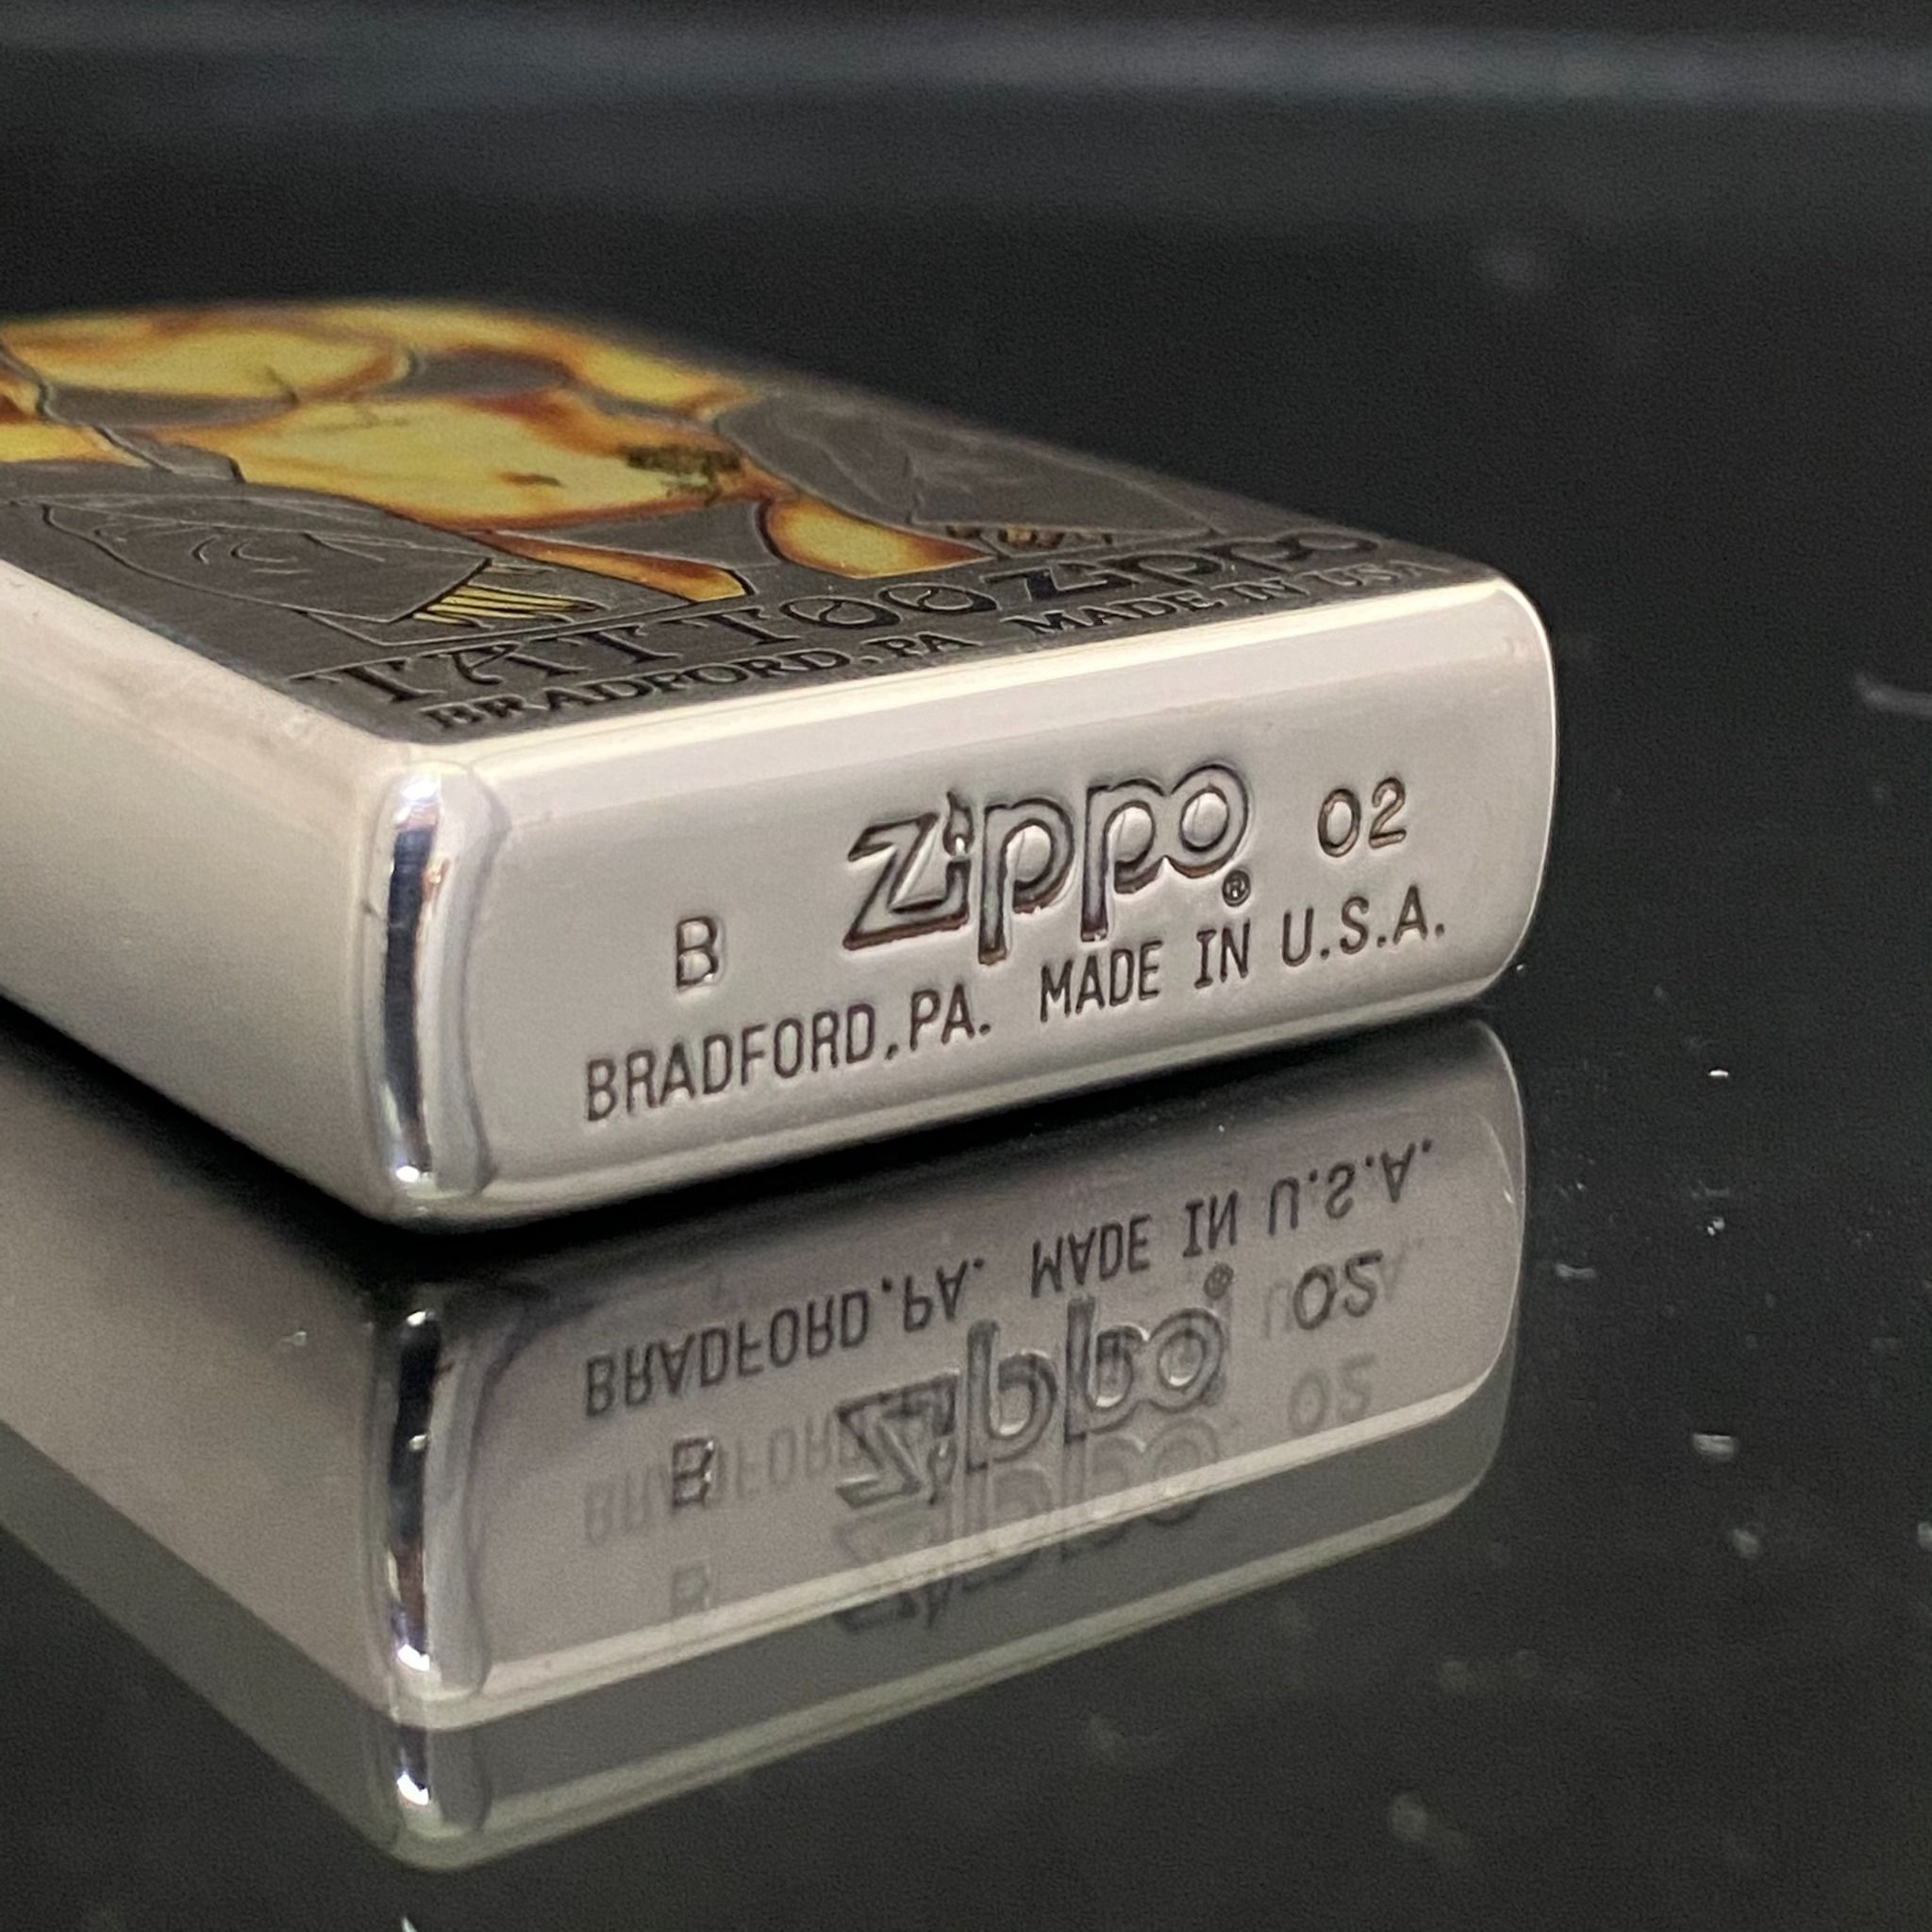 TATTOO Zippo
BRADFORD, PA MADE IN USA
B Zippo ® 02
BRADFORD, PA. MADE IN U.S.A.